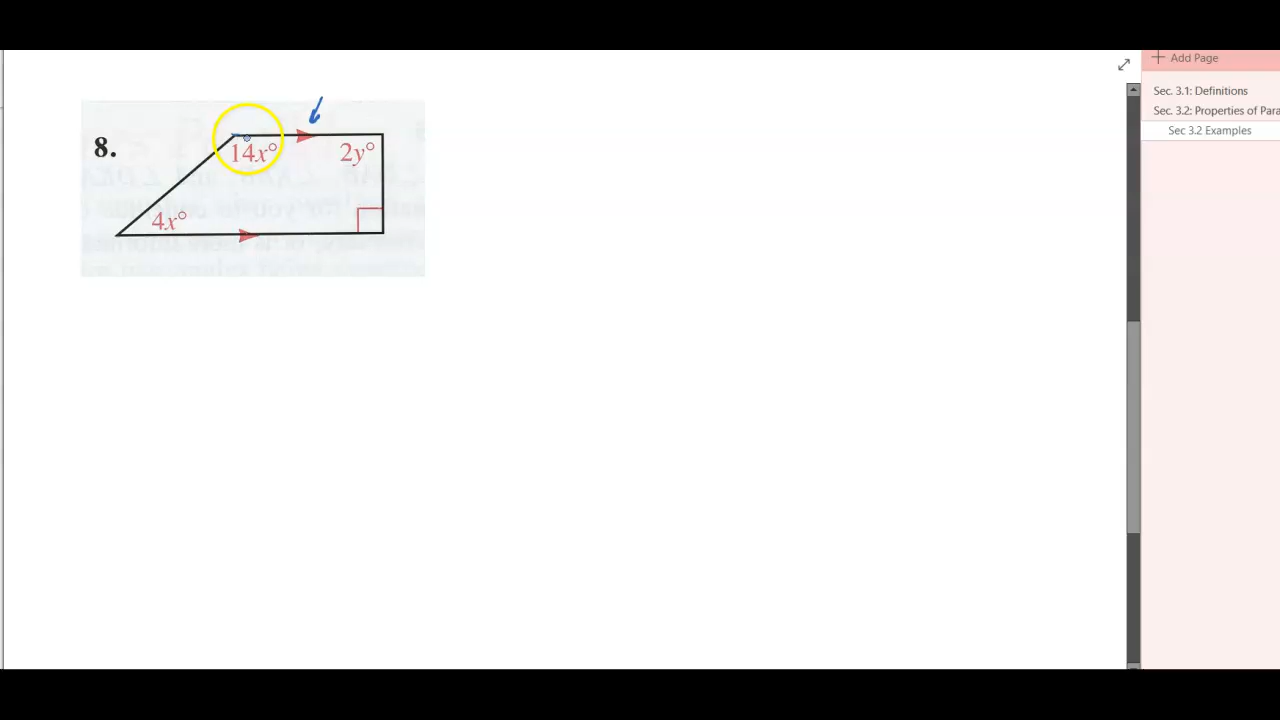 Add Page
Sec. 3.1: Definitions
Sec. 3.2: Properties of Para
Sec 3.2 Examples
8.
14x° 2y°
4x°